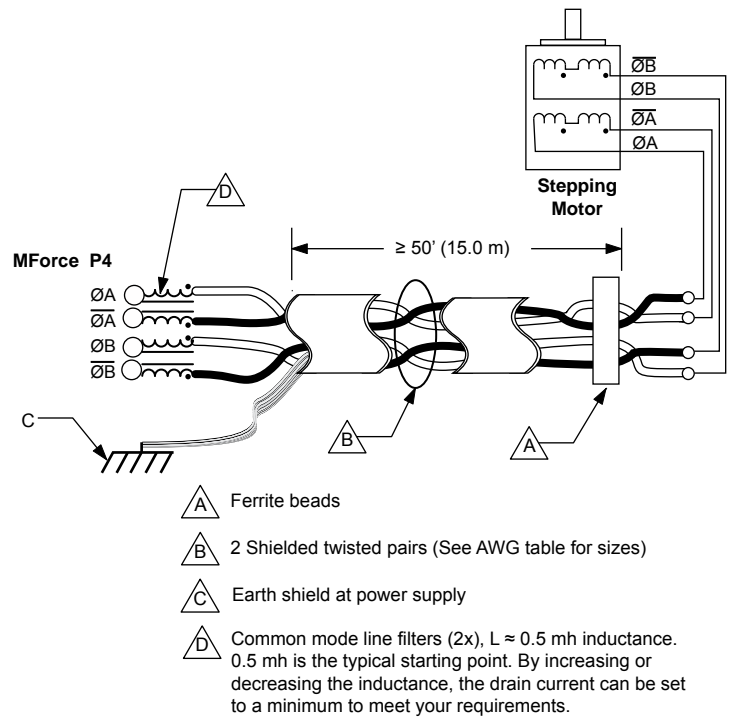 ØB̅
ØB
ØA̅
ØA
Stepping
Motor
D
≥ 50' (15.0 m)
MForce P4
ØA
Ø̅A̅
ØB
Ø̅B̅
C
B
A
A Ferrite beads
B 2 Shielded twisted pairs (See AWG table for sizes)
C Earth shield at power supply
D Common mode line filters (2x), L ≈ 0.5 mh inductance.
0.5 mh is the typical starting point. By increasing or
decreasing the inductance, the drain current can be set
to a minimum to meet your requirements.